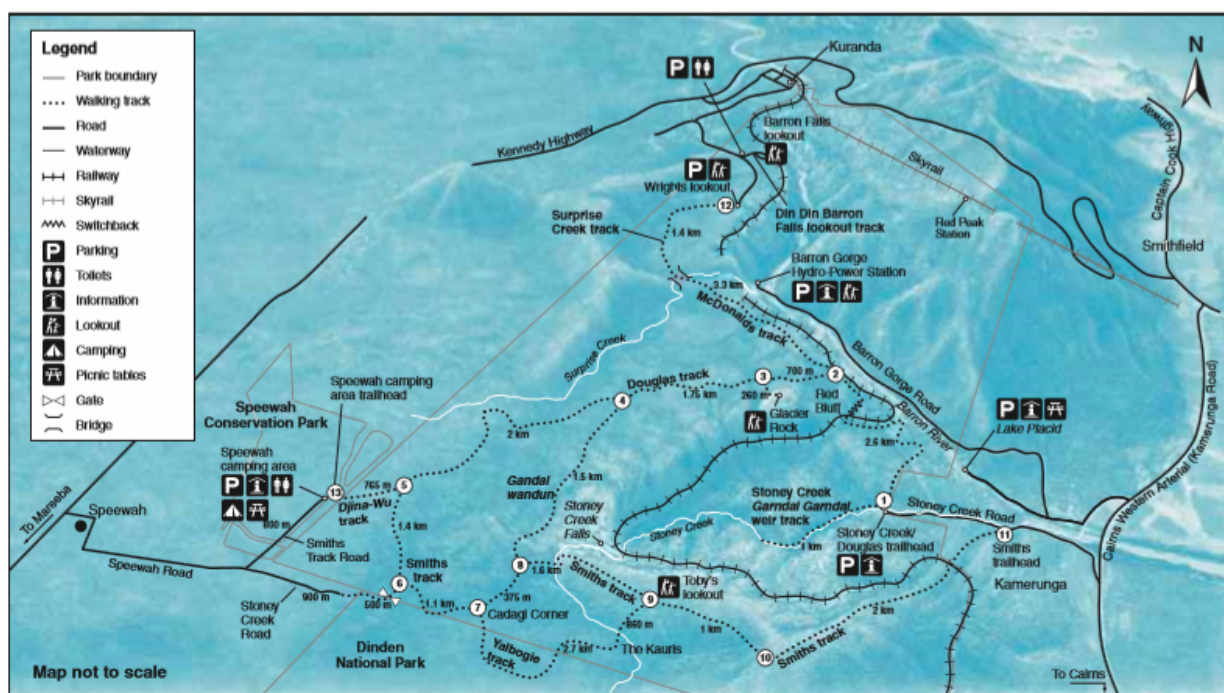 Legend
Park boundary
Walking track
Road
Waterway
Railway
Skyrail
Switchback
P
Parking
Toilets
Information
Lookout
Camping
Picnic tables
Gate
Bridge
N
Kuranda
P
Kennedy Highway
Barron Falls
lookout
Skyrail
Captain Cook Highway
P
Wrights lookout
12
Surprise
Creek track
1.4 km
Din Din Barron
Falls lookout track
Red Peak
Station
Smithfield
Barron Gorge
Hydro-Power Station
P
3.3 km
McDonalds track
Surprise Creek
Barron Gorge Road
Barron River
Douglas track
3
700 m
2
1.75 km
260 m
4
Red
Bluff
Glacier
Rock
2.6 km
P
Lake Placid
Cairns Western Arterial (Kamerunga Road)
Speewah camping
area trailhead
Speewah
Conservation Park
2 km
Speewah
camping area
P
13
765 m
5
Djina-Wu
track
800 m
Smiths
Track Road
To Mareeba
Speewah
Speewah Road
1.4 km
Gandal
wandun
1.5 km
Stoney
Creek
Falls
Stoney Creek
Stoney Creek
Garndal Garndal
weir track
1 km
1
Stoney Creek Road
Stoney Creek/
Douglas trailhead
P
11
Smiths
trailhead
Kamerunga
Smiths
track
6
900 m
500 m
Stoney
Creek
Road
1.1 km
7
Cadagi Corner
375 m
8
1.6 km
Smiths track
9
Toby's
lookout
860 m
The Kauris
2.7 km
Yalbogie
track
1 km
10
Smiths track
2 km
Dinden
National Park
Map not to scale
To Cairns